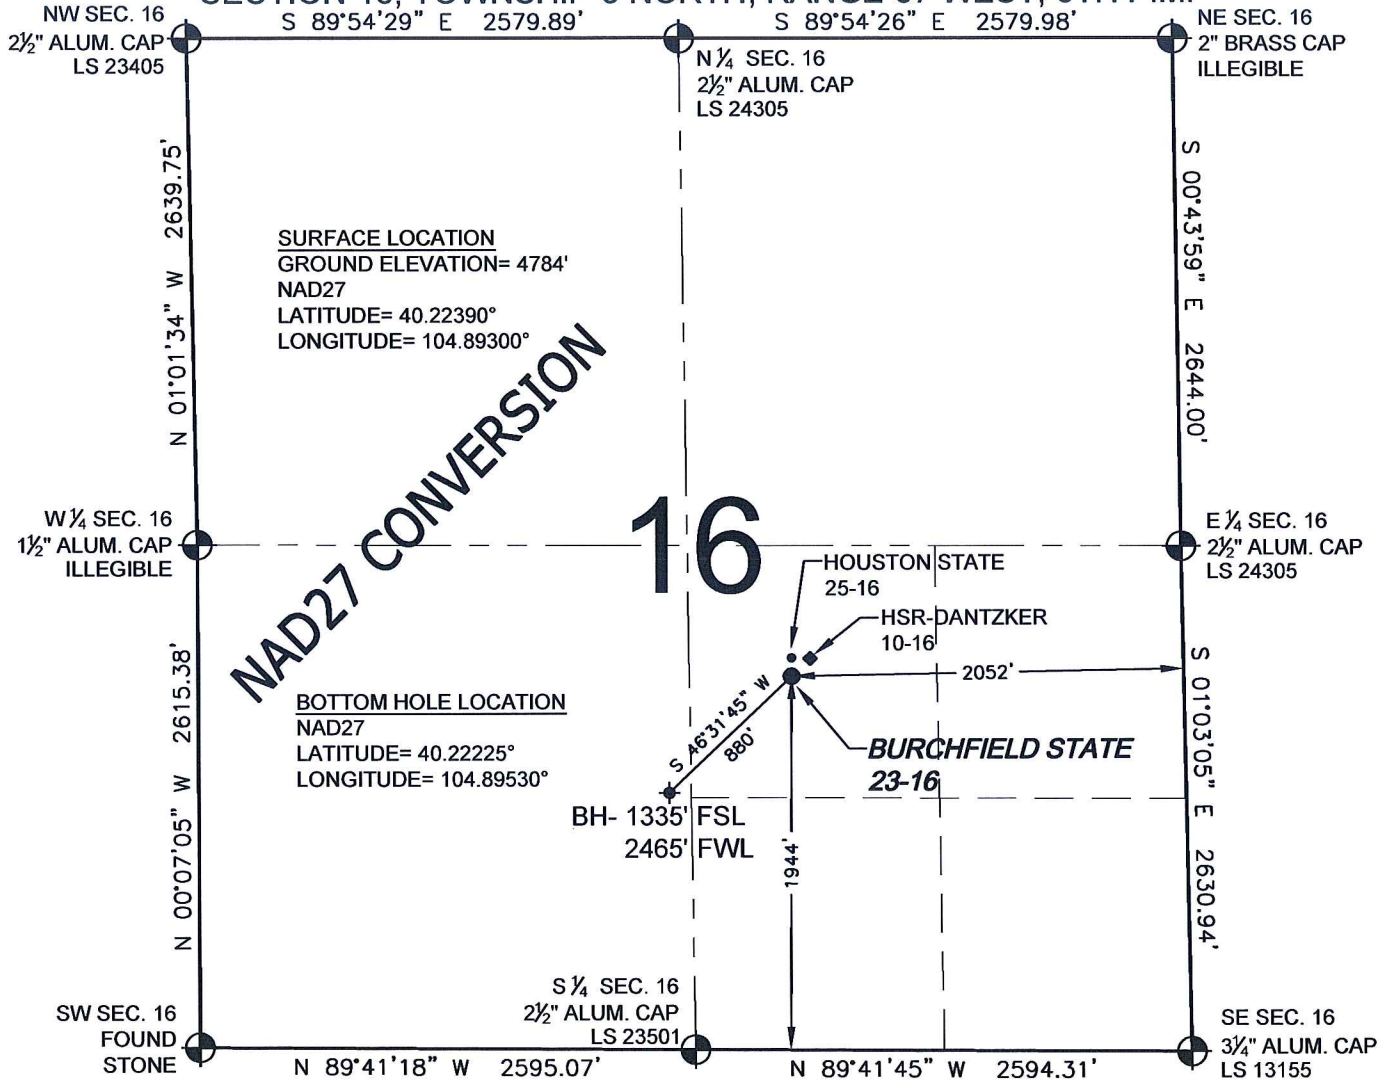 NW SEC. 16
2½" ALUM. CAP
LS 23405
S 89°54'29" E 2579.89'
S 89°54'26" E 2579.98'
NE SEC. 16
2" BRASS CAP
ILLEGIBLE
N ¼ SEC. 16
2½" ALUM. CAP
LS 24305
N 01°01'34" W 2639.75'
S 00°43'59" E 2644.00'
SURFACE LOCATION
GROUND ELEVATION= 4784'
NAD27
LATITUDE= 40.22390°
LONGITUDE= 104.89300°
NAD27 CONVERSION
16
W ¼ SEC. 16
1½" ALUM. CAP
ILLEGIBLE
E ¼ SEC. 16
2½" ALUM. CAP
LS 24305
HOUSTON STATE
25-16
HSR-DANTZKER
10-16
2052'
S 46°31'45" W
880'
BURCHFIELD STATE
23-16
BOTTOM HOLE LOCATION
NAD27
LATITUDE= 40.22225°
LONGITUDE= 104.89530°
BH- 1335' FSL
2465' FWL
1944'
N 00°07'05" W 2615.38'
S 01°03'05" E 2630.94'
S ¼ SEC. 16
2½" ALUM. CAP
LS 23501
SW SEC. 16
FOUND
STONE
N 89°41'18" W 2595.07'
N 89°41'45" W 2594.31'
SE SEC. 16
3¼" ALUM. CAP
LS 13155